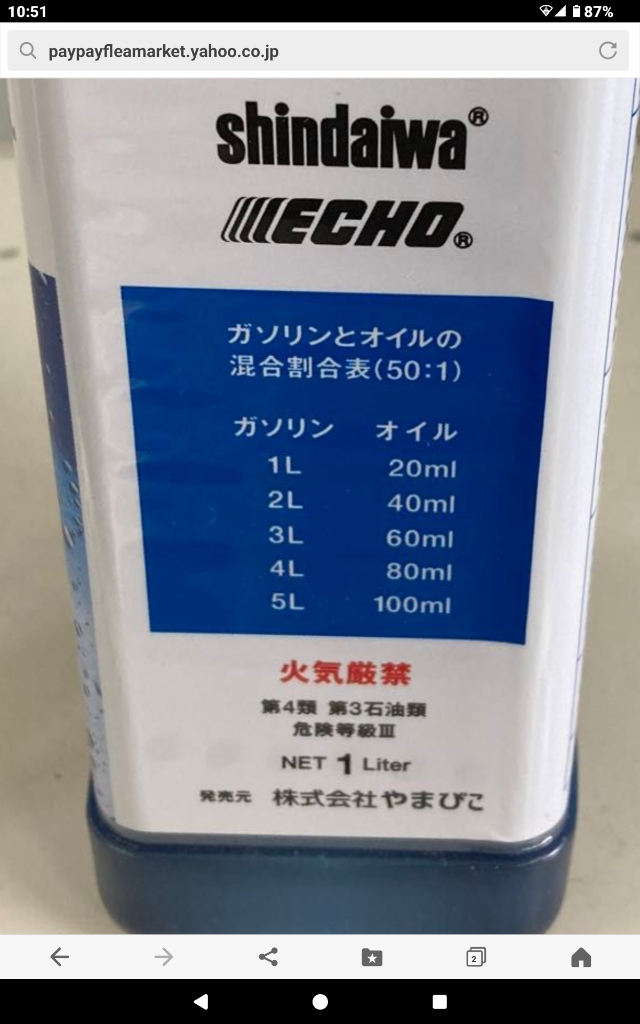 10:51
87%
paypayfleamarket.yahoo.co.jp
shindaiwa®
ECHO®
ガソリンとオイルの
混合割合表(50:1)
ガソリン オイル
1L 20ml
2L 40ml
3L 60ml
4L 80ml
5L 100ml
火気厳禁
第4類 第3石油類
危険等級Ⅲ
NET 1 Liter
発売元 株式会社やまびこ
2